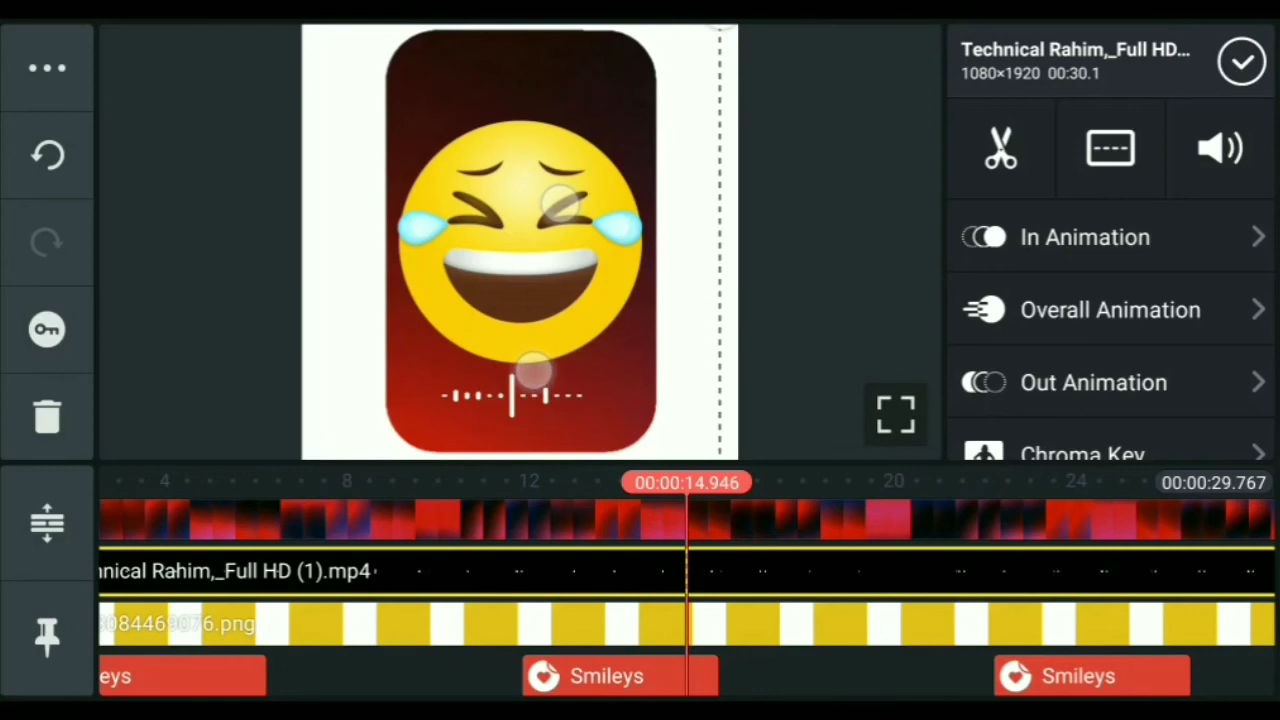 Technical Rahim,_Full HD...
1080×1920 00:30.1
In Animation
Overall Animation
Out Animation
Chroma Key
4 8 12 00:00:14.946 20 24 00:00:29.767
nical Rahim,_Full HD (1).mp4
76.png
eys
Smileys
Smileys